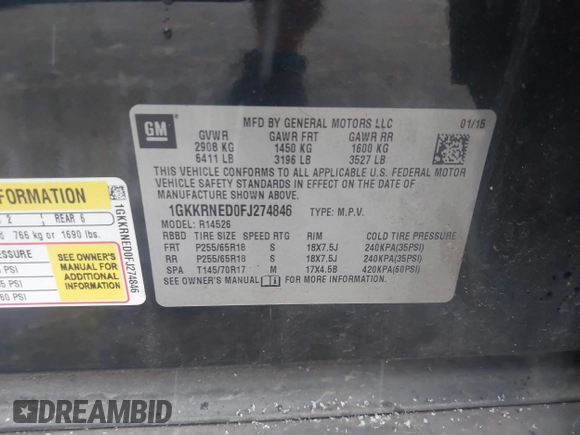 GM
MFD BY GENERAL MOTORS LLC 01/15
GVWR GAWR FRT GAWR RR
2908 KG 1450 KG 1600 KG
6411 LB 3196 LB 3527 LB
THIS VEHICLE CONFORMS TO ALL APPLICABLE U.S. FEDERAL MOTOR
VEHICLE SAFETY STANDARDS IN EFFECT ON THE DATE OF
MANUFACTURE SHOWN ABOVE.
1GKKRNED0FJ274846 TYPE: M.P.V.
MODEL: R14526
RBBD TIRE SIZE SPEED RTG RIM COLD TIRE PRESSURE
FRT P255/65R18 S 18X7.5J 240KPA(35PSI)
RR P255/65R18 S 18X7.5J 240KPA(35PSI)
SPA T145/70R17 M 17X4.5B 420KPA(60PSI)
SEE OWNER'S MANUAL FOR MORE INFORMATION.
FORMATION
2 REAR 6
766 kg or 1690 lbs.
SEE OWNER'S
MANUAL FOR
ADDITIONAL
INFORMATION
PSI
PSI
60 PSI
1GKKRNED0FJ274846
DREAMBID